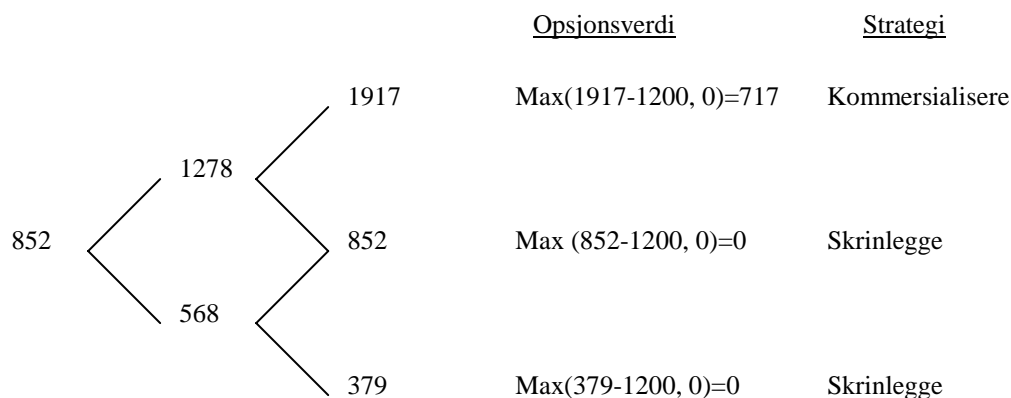 Opsjonsverdi Strategi
1917 Max(1917-1200, 0)=717 Kommersialisere
1278
852 852 Max (852-1200, 0)=0 Skrinlegge
568
379 Max(379-1200, 0)=0 Skrinlegge